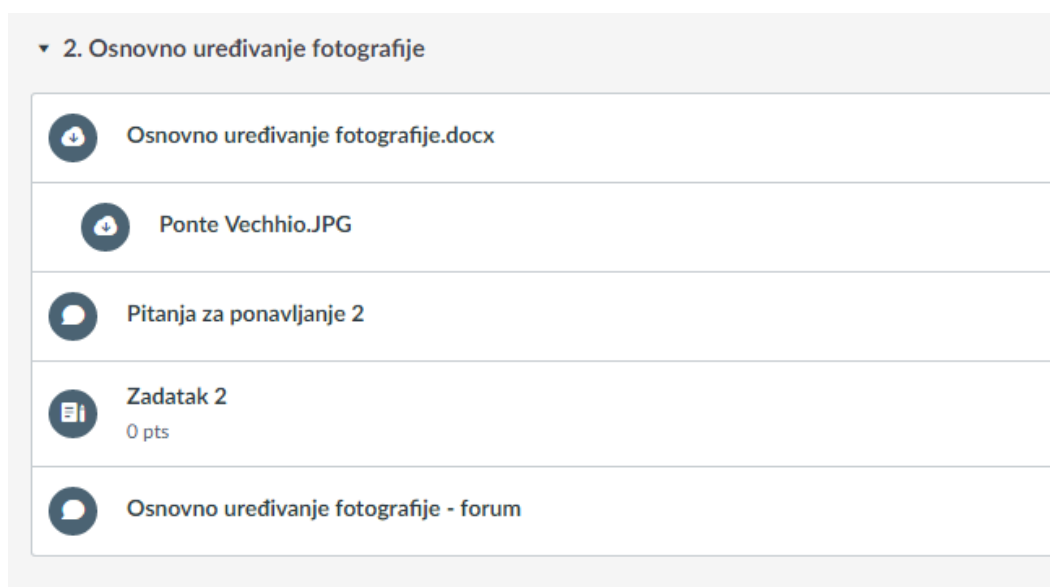 2. Osnovno uređivanje fotografije
Osnovno uređivanje fotografije.docx
Ponte Vechhio.JPG
Pitanja za ponavljanje 2
Zadatak 2
0 pts
Osnovno uređivanje fotografije - forum